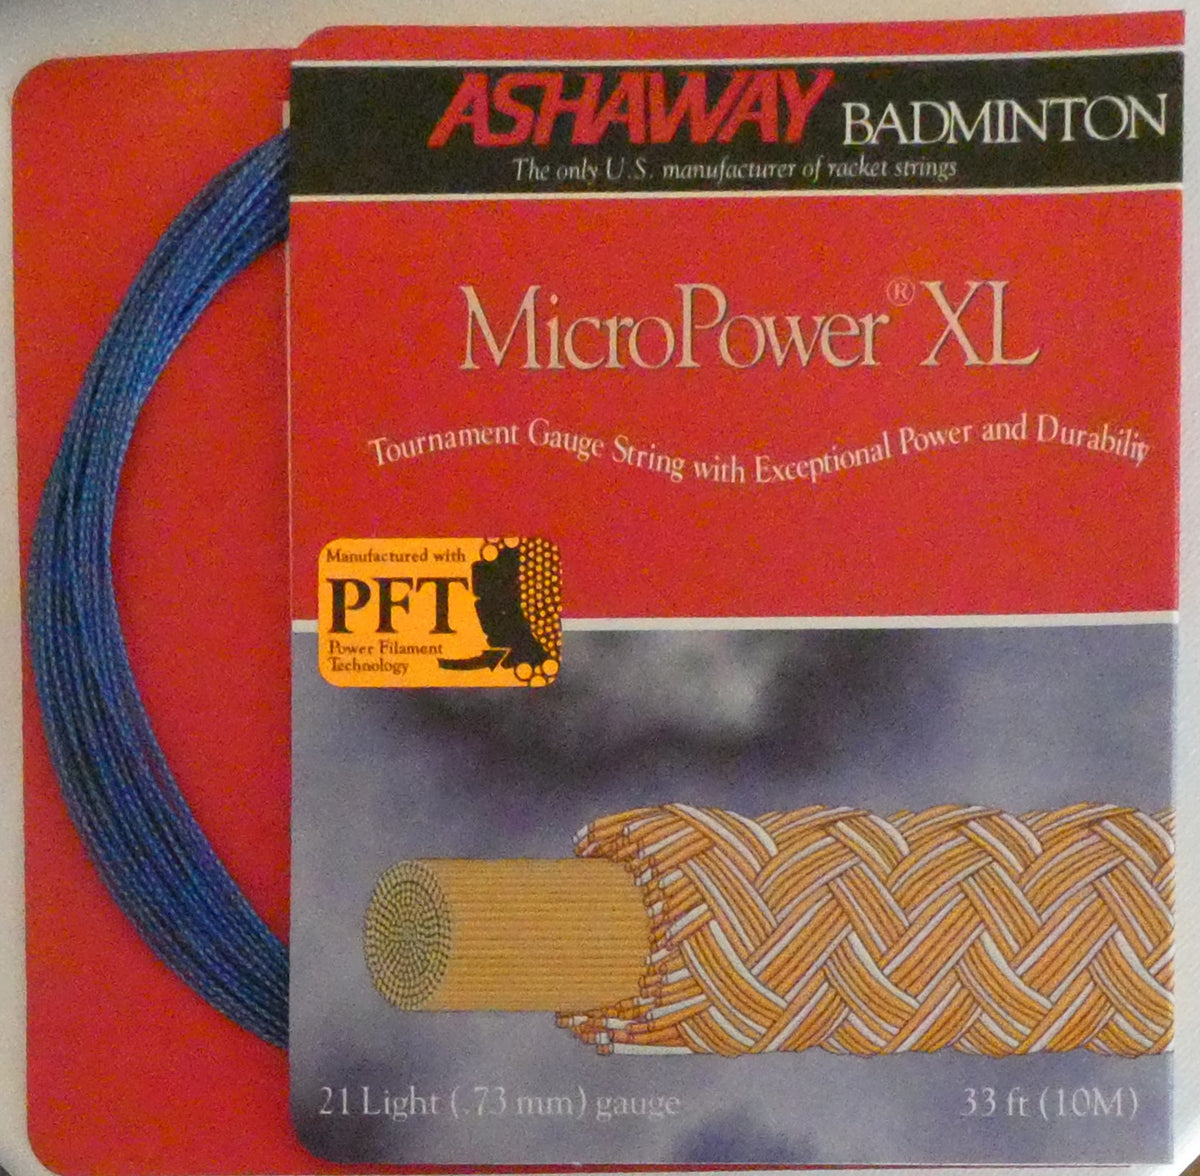 ASHAWAY BADMINTON
The only U.S. manufacturer of racket strings
MicroPower® XL
Tournament Gauge String with Exceptional Power and Durability
Manufactured with
PFT
Power Filament
Technology
21 Light (.73 mm) gauge
33 ft (10M)